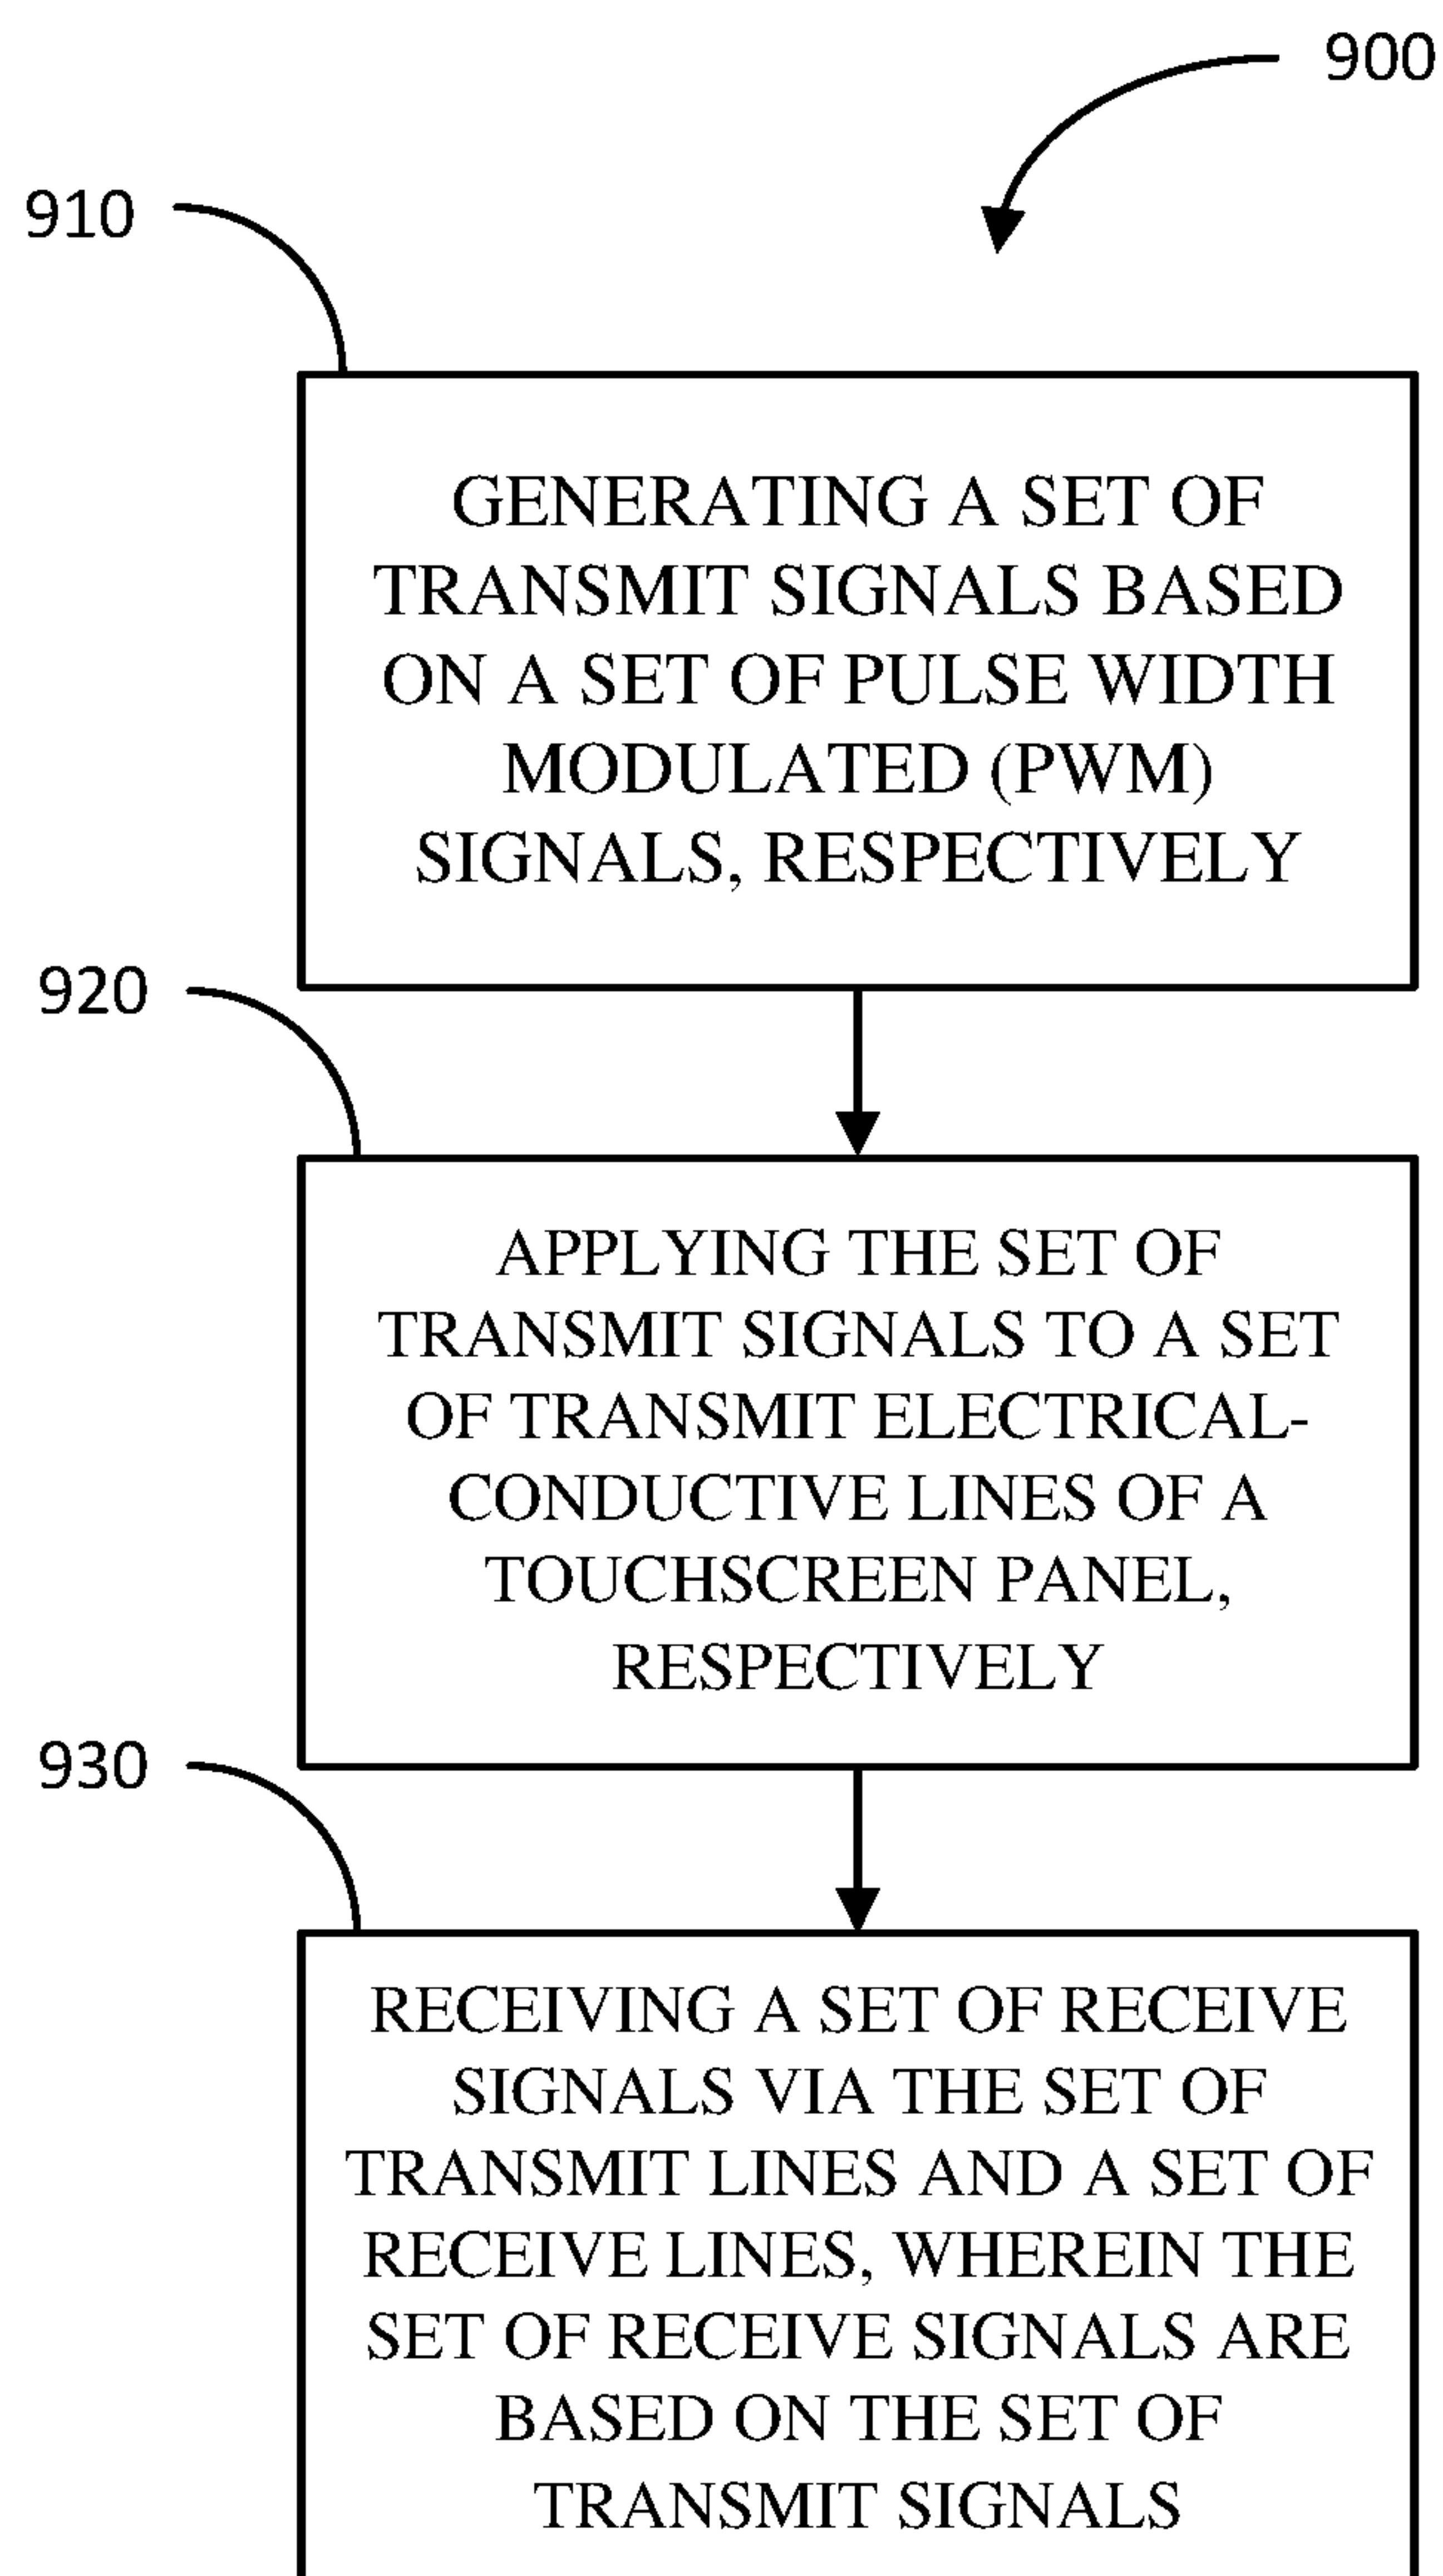 900
910
GENERATING A SET OF
TRANSMIT SIGNALS BASED
ON A SET OF PULSE WIDTH
MODULATED (PWM)
SIGNALS, RESPECTIVELY
920
APPLYING THE SET OF
TRANSMIT SIGNALS TO A SET
OF TRANSMIT ELECTRICAL-
CONDUCTIVE LINES OF A
TOUCHSCREEN PANEL,
RESPECTIVELY
930
RECEIVING A SET OF RECEIVE
SIGNALS VIA THE SET OF
TRANSMIT LINES AND A SET OF
RECEIVE LINES, WHEREIN THE
SET OF RECEIVE SIGNALS ARE
BASED ON THE SET OF
TRANSMIT SIGNALS